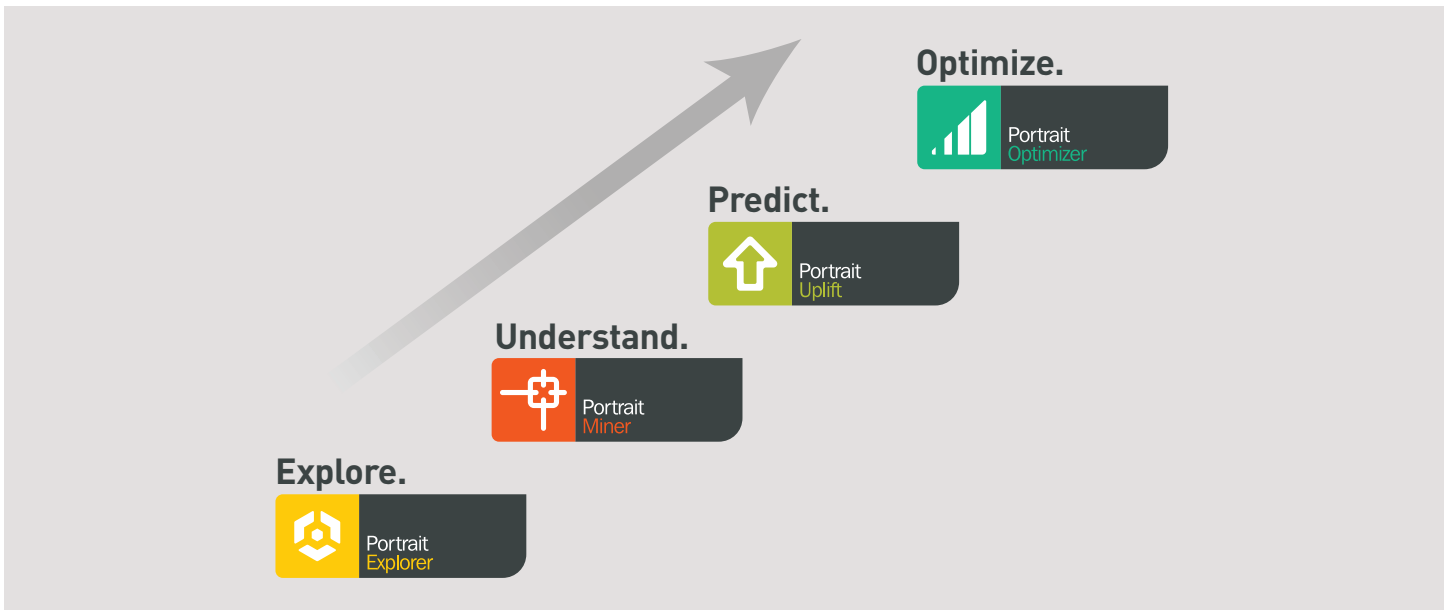 Optimize.
Portrait
Optimizer
Predict.
Portrait
Uplift
Understand.
Portrait
Miner
Explore.
Portrait
Explorer